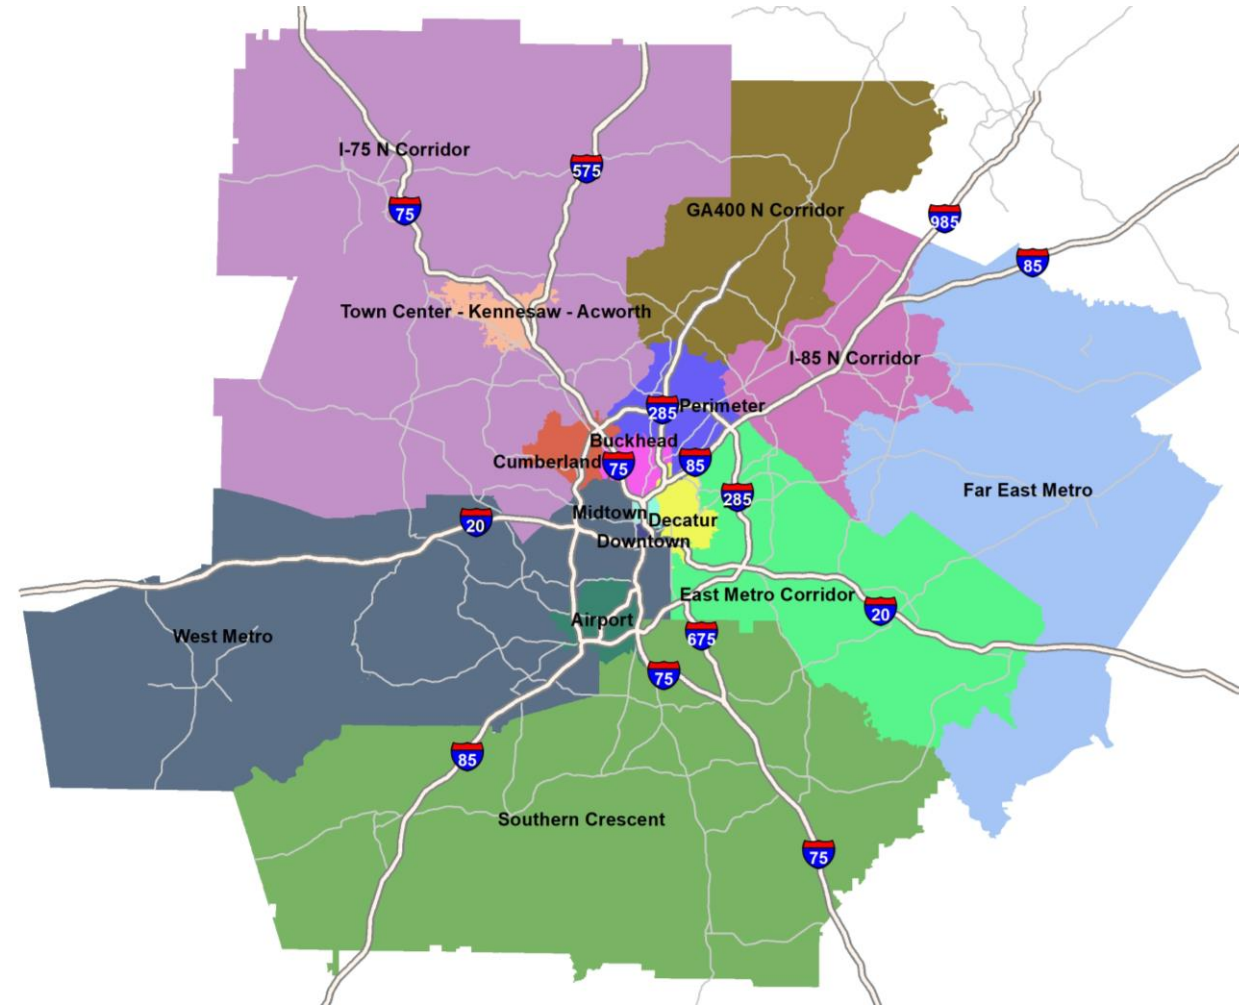 I-75 N Corridor
575
75
GA400 N Corridor
985
85
Town Center - Kennesaw - Acworth
I-85 N Corridor
285
Perimeter
Buckhead
Cumberland
75
85
Far East Metro
285
20
Midtown
Decatur
Downtown
East Metro Corridor
20
Airport
West Metro
675
75
85
Southern Crescent
75